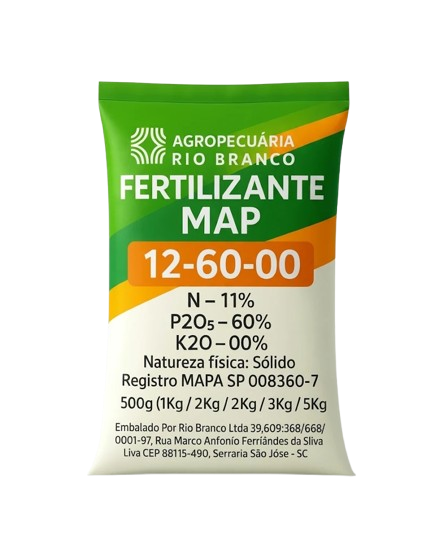 AGROPECUÁRIA
RIO BRANCO
FERTILIZANTE
MAP
12-60-00
N – 11%
P2O₅ – 60%
K2O – 00%
Natureza física: Sólido
Registro MAPA SP 008360-7
500g (1Kg / 2Kg / 2Kg / 3Kg / 5Kg
Embalado Por Rio Branco Ltda 39,609:368/668/
0001-97, Rua Marco Anfonío Ferríándes da Sliva
Liva CEP 88115-490, Serraria São Jóse - SC